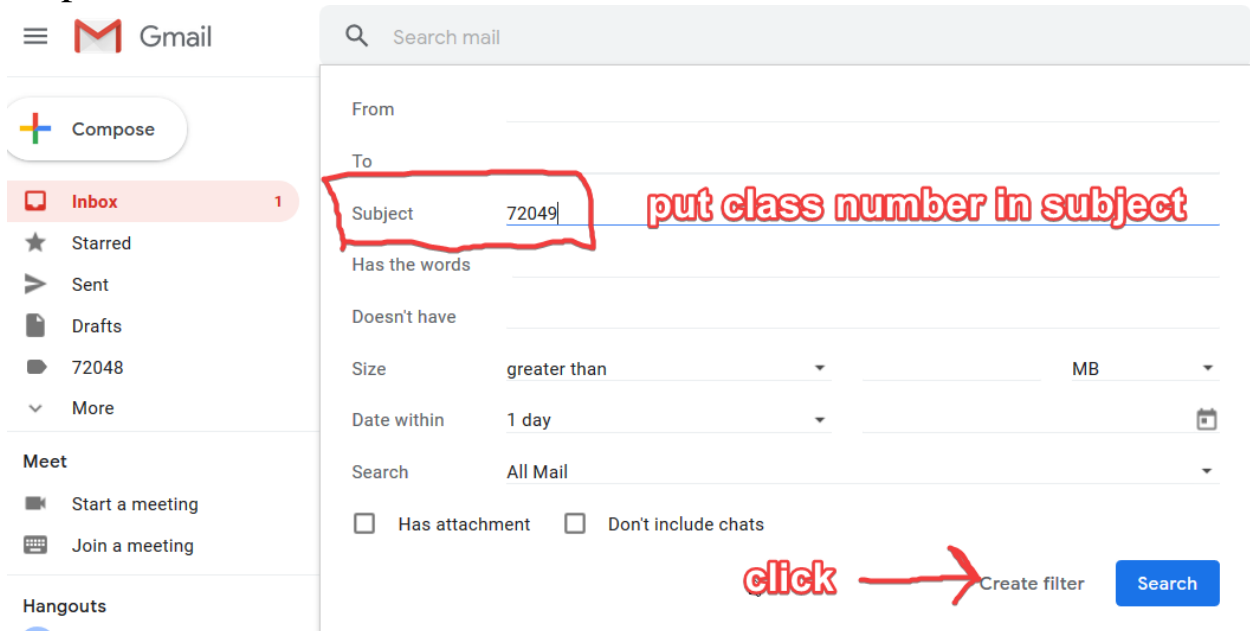 Gmail
Search mail
Compose
Inbox 1
Starred
Sent
Drafts
72048
More
Meet
Start a meeting
Join a meeting
Hangouts
From
To
Subject 72049 put class number in subject
Has the words
Doesn't have
Size greater than MB
Date within 1 day
Search All Mail
Has attachment Don't include chats
click Create filter Search